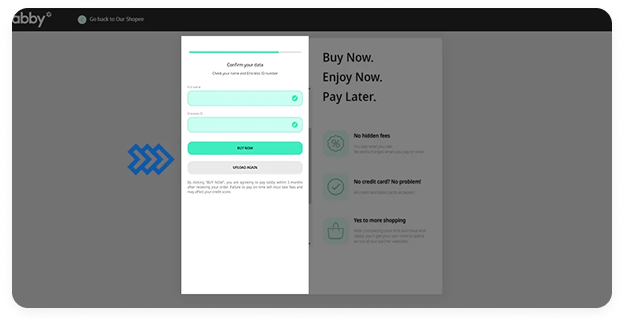 abby
Go back to Our Shopee
Confirm your data
Check your name and Emirates ID number
Full name
Emirates ID
BUY NOW
UPLOAD AGAIN
By clicking "BUY NOW", you are agreeing to pay tabby within 3 months
after receiving your order. Failure to pay on time will incur late fees and
may affect your credit score.
Buy Now.
Enjoy Now.
Pay Later.
No hidden fees
No credit card? No problem!
Yes to more shopping